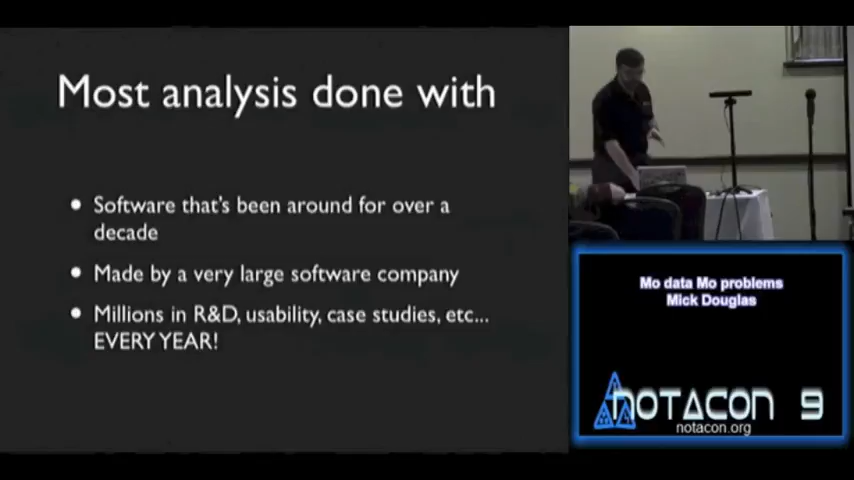 Most analysis done with
Software that's been around for over a
decade
Made by a very large software company
Millions in R&D, usability, case studies, etc...
EVERY YEAR!
Mo data Mo problems
Mick Douglas
NOTACON 9
notacon.org